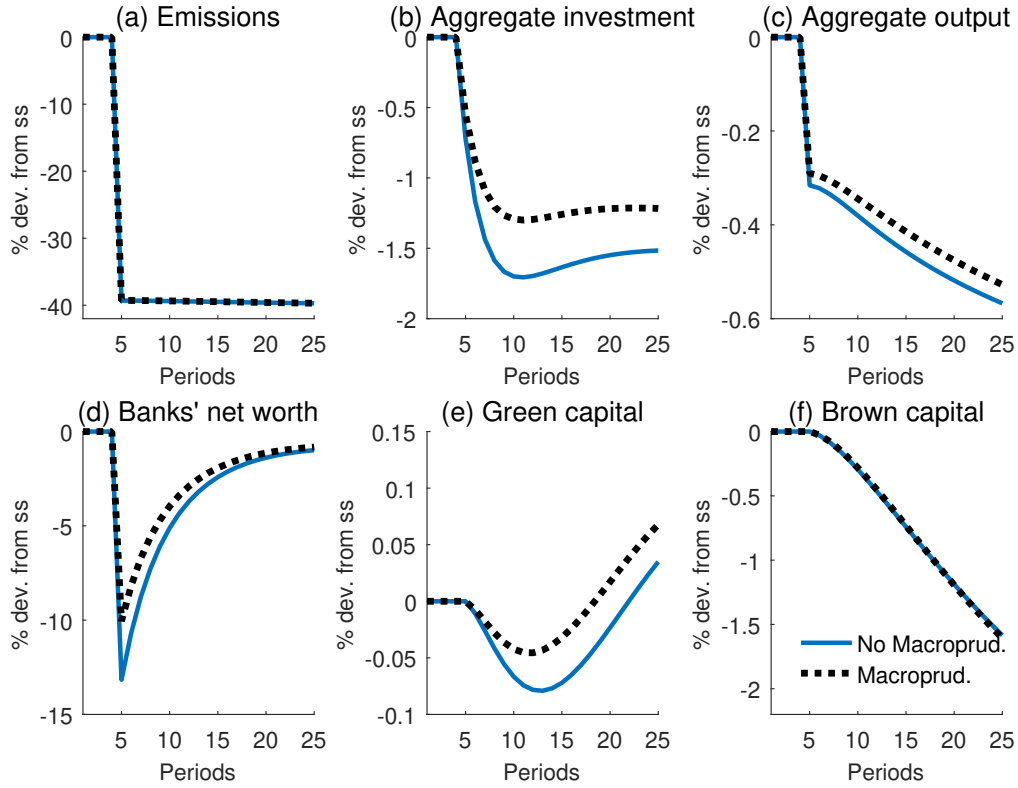 (a) Emissions
0
-10
-20
-30
-40
% dev. from ss
5 10 15 20 25
Periods
(b) Aggregate investment
0
-0.5
-1
-1.5
-2
% dev. from ss
5 10 15 20 25
Periods
(c) Aggregate output
0
-0.2
-0.4
-0.6
% dev. from ss
5 10 15 20 25
Periods
(d) Banks' net worth
0
-5
-10
-15
% dev. from ss
5 10 15 20 25
Periods
(e) Green capital
0.15
0.1
0.05
0
-0.05
-0.1
% dev. from ss
5 10 15 20 25
Periods
(f) Brown capital
0
-0.5
-1
-1.5
-2
% dev. from ss
No Macroprud.
Macroprud.
5 10 15 20 25
Periods